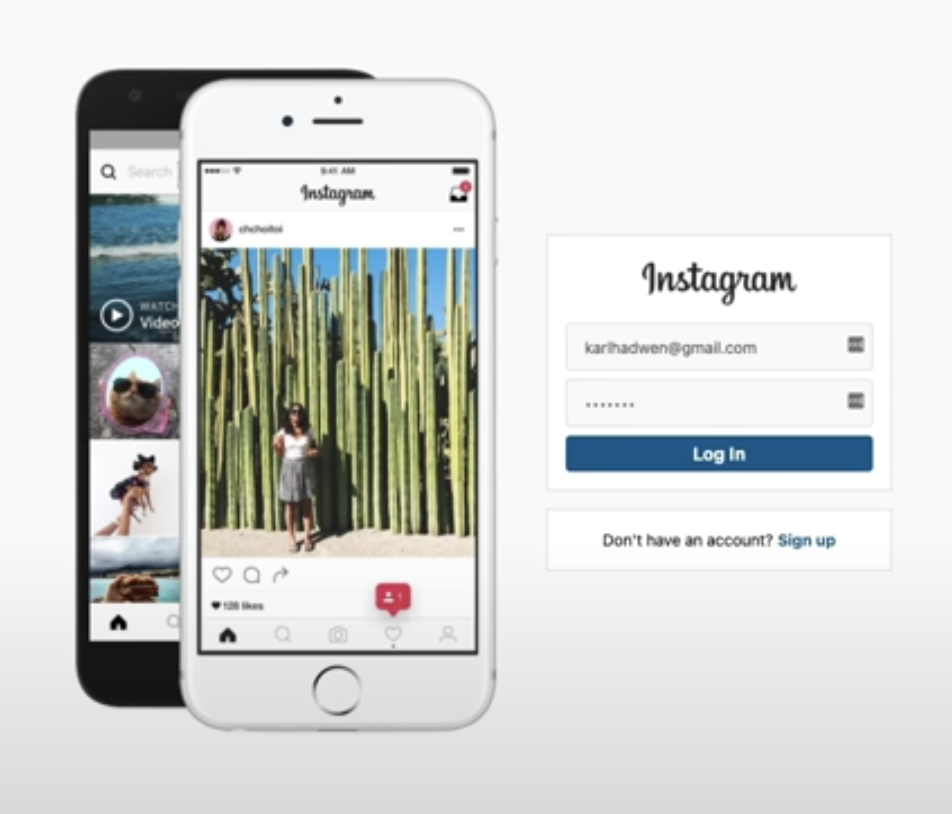 Search
WATCH
Video
9:41 AM
Instagram
chchoitoi
128 likes
1
Instagram
karlhadwen@gmail.com
•••••••
Log In
Don't have an account? Sign up